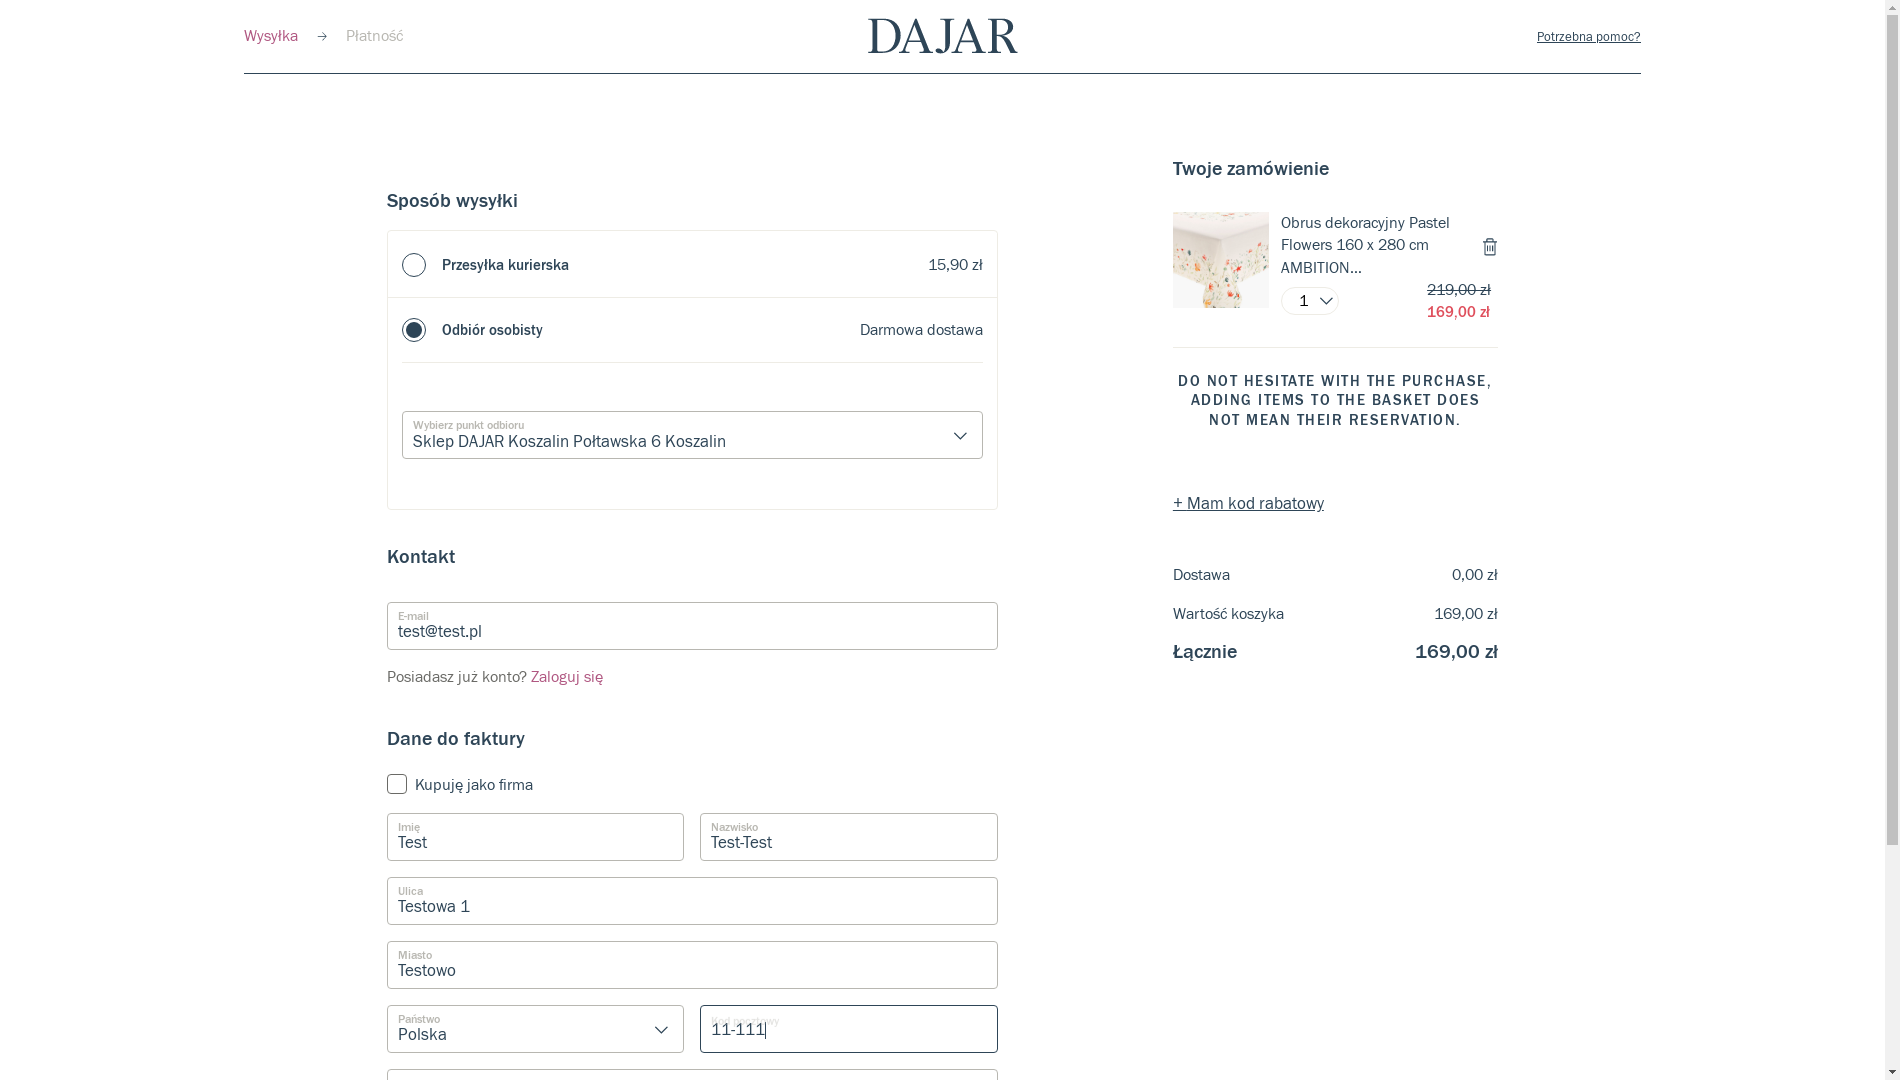 Wysyłka → Płatność
DAJAR
Potrzebna pomoc?
Sposób wysyłki
Przesyłka kurierska 15,90 zł
Odbiór osobisty Darmowa dostawa
Wybierz punkt odbioru
Sklep DAJAR Koszalin Połtawska 6 Koszalin
Kontakt
E-mail
test@test.pl
Posiadasz już konto? Zaloguj się
Dane do faktury
Kupuję jako firma
Imię
Test
Nazwisko
Test-Test
Ulica
Testowa 1
Miasto
Testowo
Państwo
Polska
Kod pocztowy
11-111
Twoje zamówienie
Obrus dekoracyjny Pastel
Flowers 160 x 280 cm
AMBITION...
1
219,00 zł
169,00 zł
DO NOT HESITATE WITH THE PURCHASE,
ADDING ITEMS TO THE BASKET DOES
NOT MEAN THEIR RESERVATION.
+ Mam kod rabatowy
Dostawa 0,00 zł
Wartość koszyka 169,00 zł
Łącznie 169,00 zł